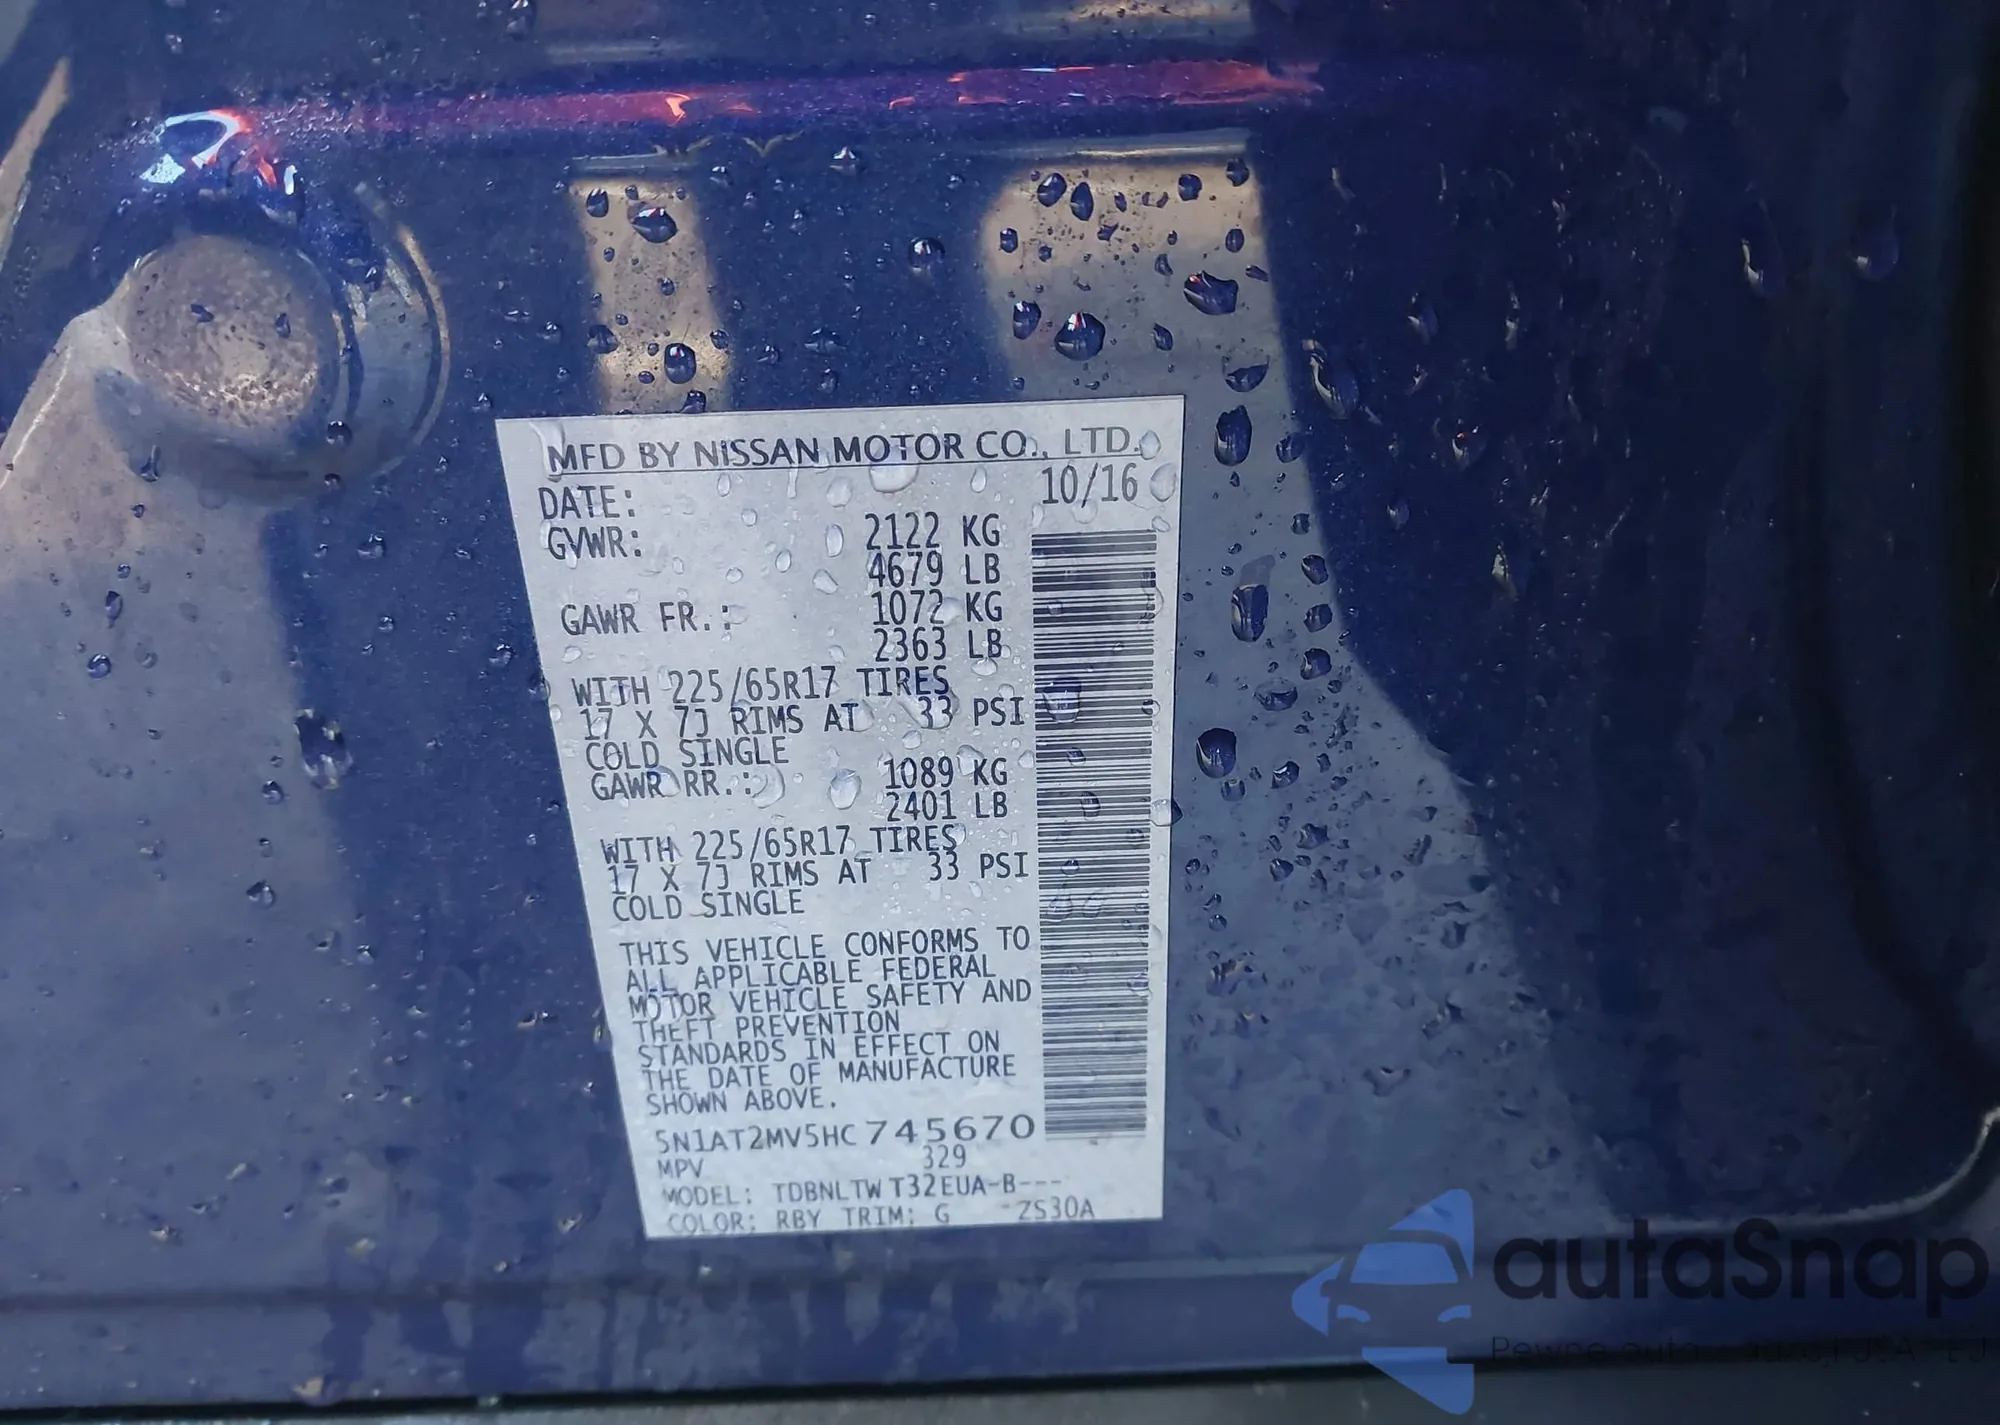 MFD BY NISSAN MOTOR CO., LTD.
DATE: 10/16
GVWR: 2122 KG
4679 LB
GAWR FR.: 1072 KG
2363 LB
WITH 225/65R17 TIRES
17 X 7J RIMS AT 33 PSI
COLD SINGLE
GAWR RR.: 1089 KG
2401 LB
WITH 225/65R17 TIRES
17 X 7J RIMS AT 33 PSI
COLD SINGLE
THIS VEHICLE CONFORMS TO
ALL APPLICABLE FEDERAL
MOTOR VEHICLE SAFETY AND
THEFT PREVENTION
STANDARDS IN EFFECT ON
THE DATE OF MANUFACTURE
SHOWN ABOVE.
5N1AT2MV5HC745670
MPV 329
MODEL: TDBNLTW T32EUA-B---
COLOR: RBY TRIM: G -ZS30A
autaSnap
Pewne auta